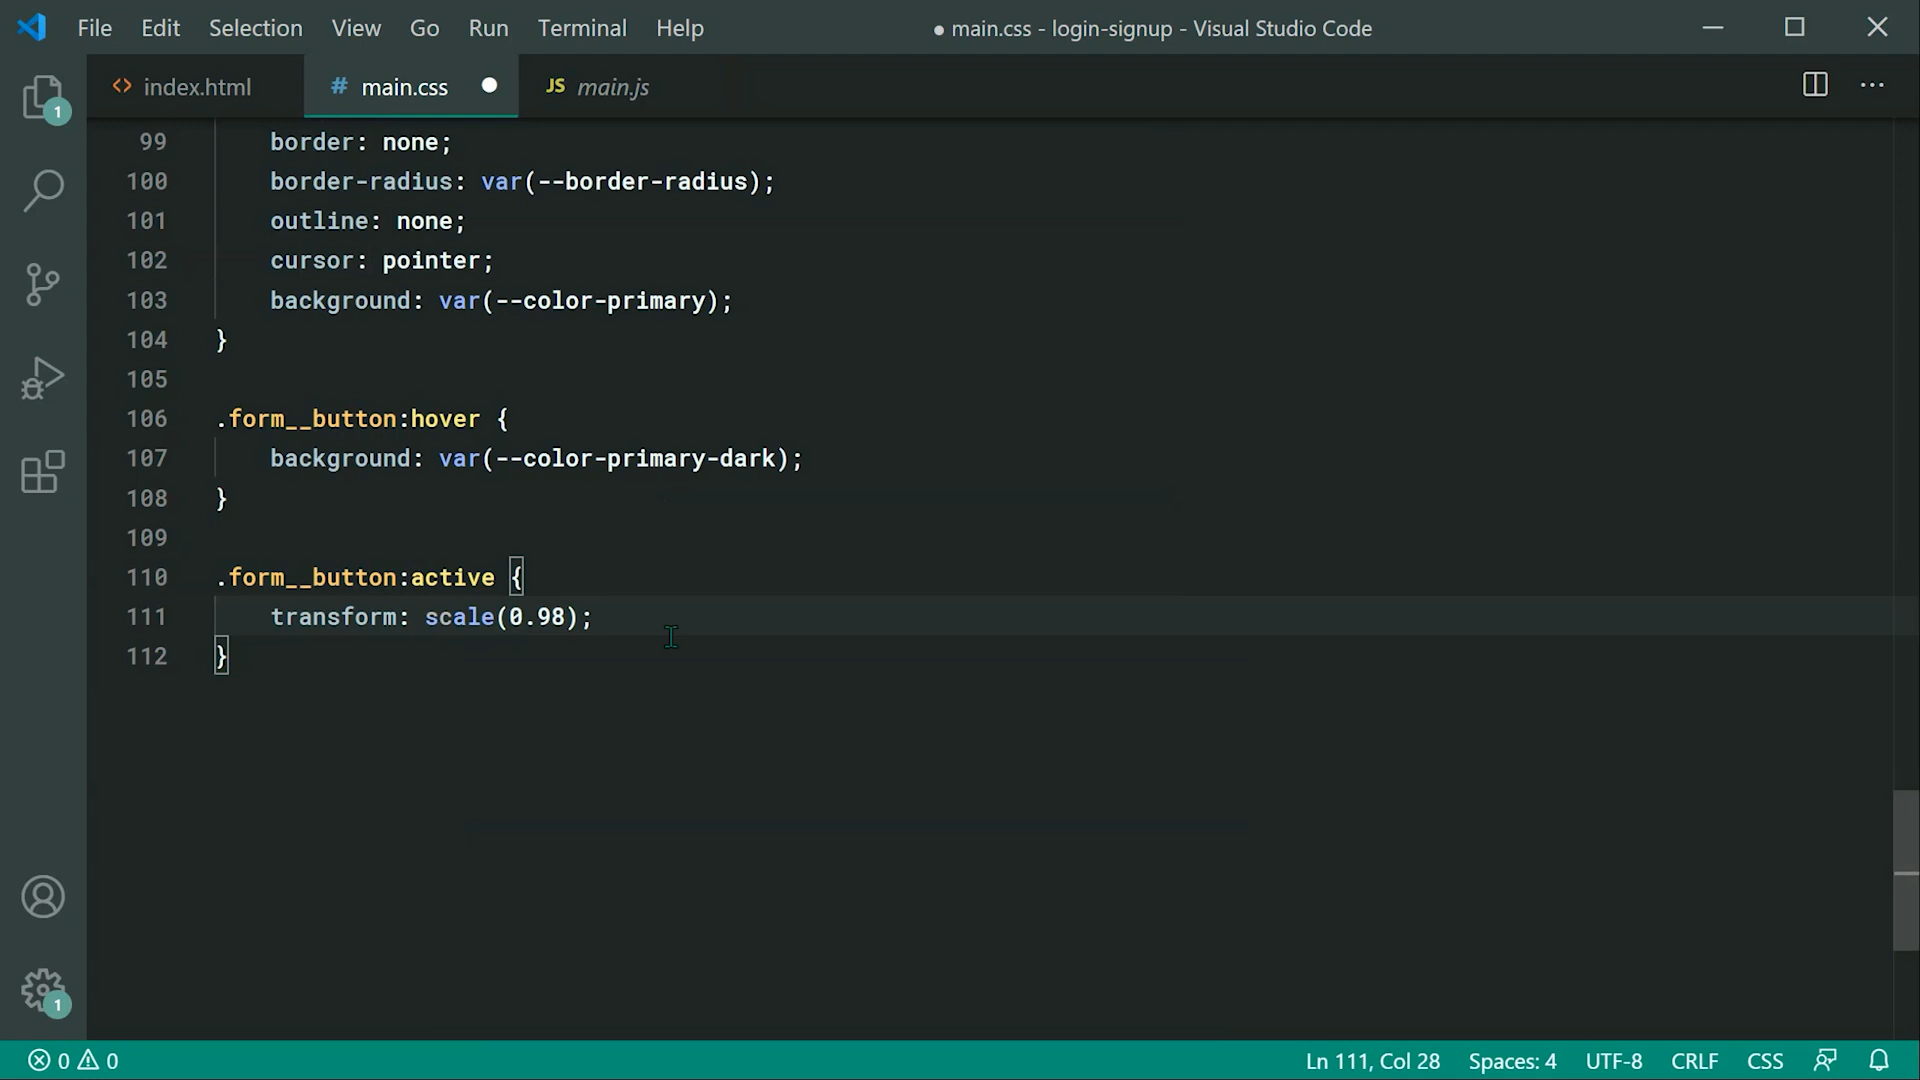 File Edit Selection View Go Run Terminal Help ● main.css - login-signup - Visual Studio Code
<> index.html # main.css ● JS main.js
99 border: none;
100 border-radius: var(--border-radius);
101 outline: none;
102 cursor: pointer;
103 background: var(--color-primary);
104 }
105
106 .form__button:hover {
107 background: var(--color-primary-dark);
108 }
109
110 .form__button:active {
111 transform: scale(0.98);
112 }
1
1
0 0 Ln 111, Col 28 Spaces: 4 UTF-8 CRLF CSS